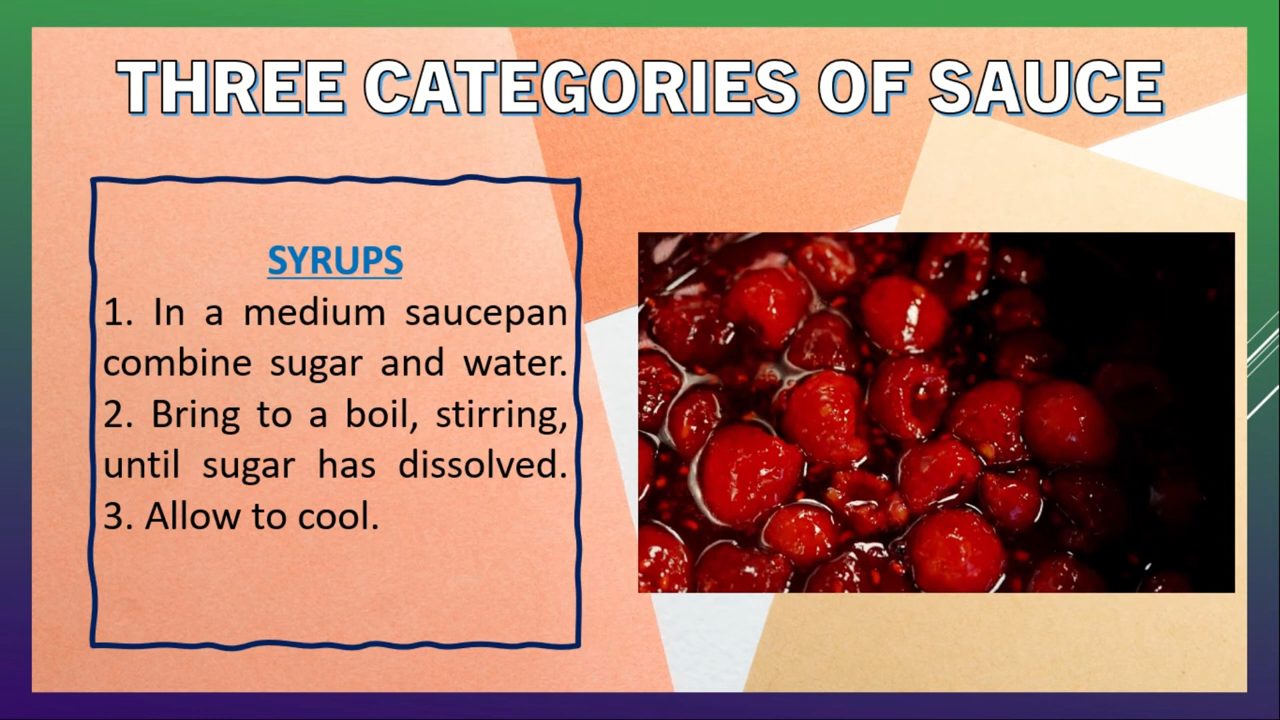 THREE CATEGORIES OF SAUCE
SYRUPS
1. In a medium saucepan
combine sugar and water.
2. Bring to a boil, stirring,
until sugar has dissolved.
3. Allow to cool.